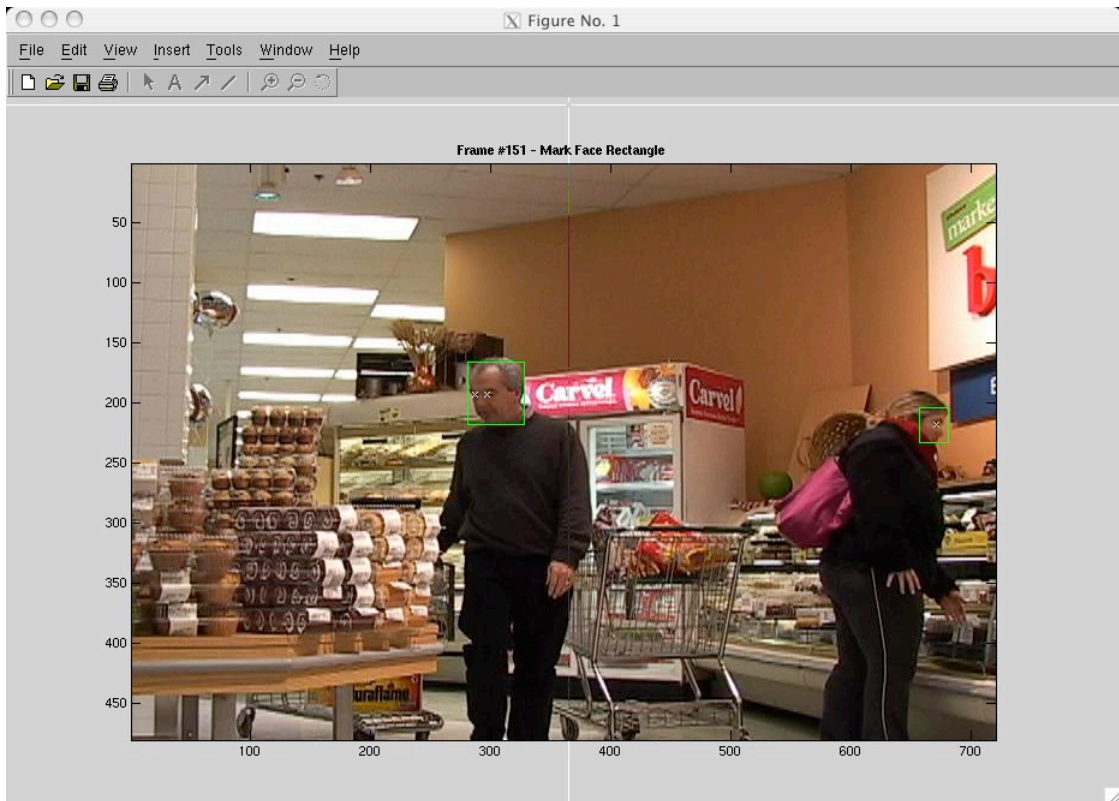 Figure No. 1
File Edit View Insert Tools Window Help
Frame #151 - Mark Face Rectangle
50
100
150
200
250
300
350
400
450
marke
b
Carvel
Carvel
uraflame
100 200 300 400 500 600 700